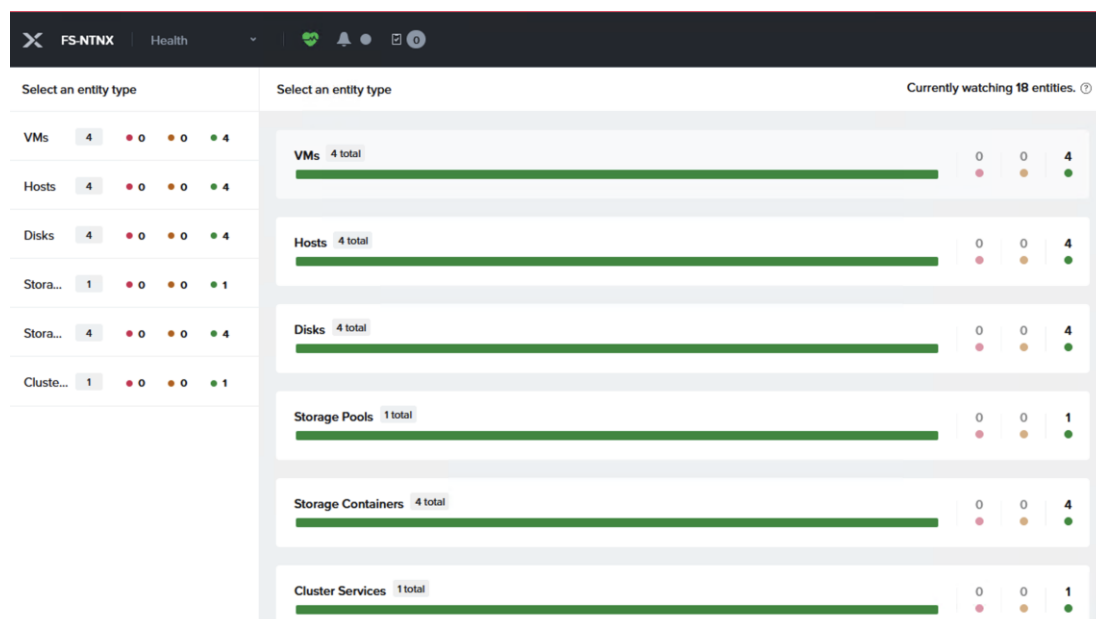 FS-NTNX Health 0
Select an entity type
VMs 4 0 0 4
Hosts 4 0 0 4
Disks 4 0 0 4
Stora... 1 0 0 1
Stora... 4 0 0 4
Cluste... 1 0 0 1
Select an entity type Currently watching 18 entities. ?
VMs 4 total 0 0 4
Hosts 4 total 0 0 4
Disks 4 total 0 0 4
Storage Pools 1 total 0 0 1
Storage Containers 4 total 0 0 4
Cluster Services 1 total 0 0 1